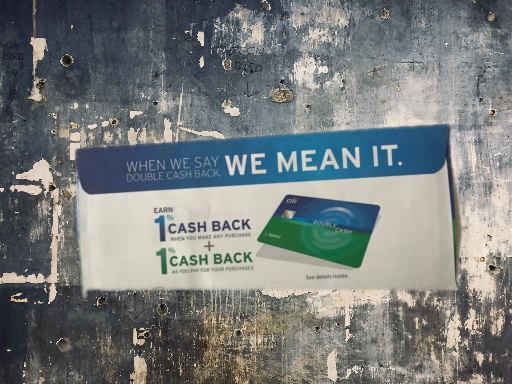 WHEN WE SAY
DOUBLE CASH BACK,
WE MEAN IT.
EARN
1% CASH BACK
WHEN YOU MAKE ANY PURCHASE
+
1% CASH BACK
AS YOU PAY FOR YOUR PURCHASES
citi
DOUBLE CASH
See details inside.